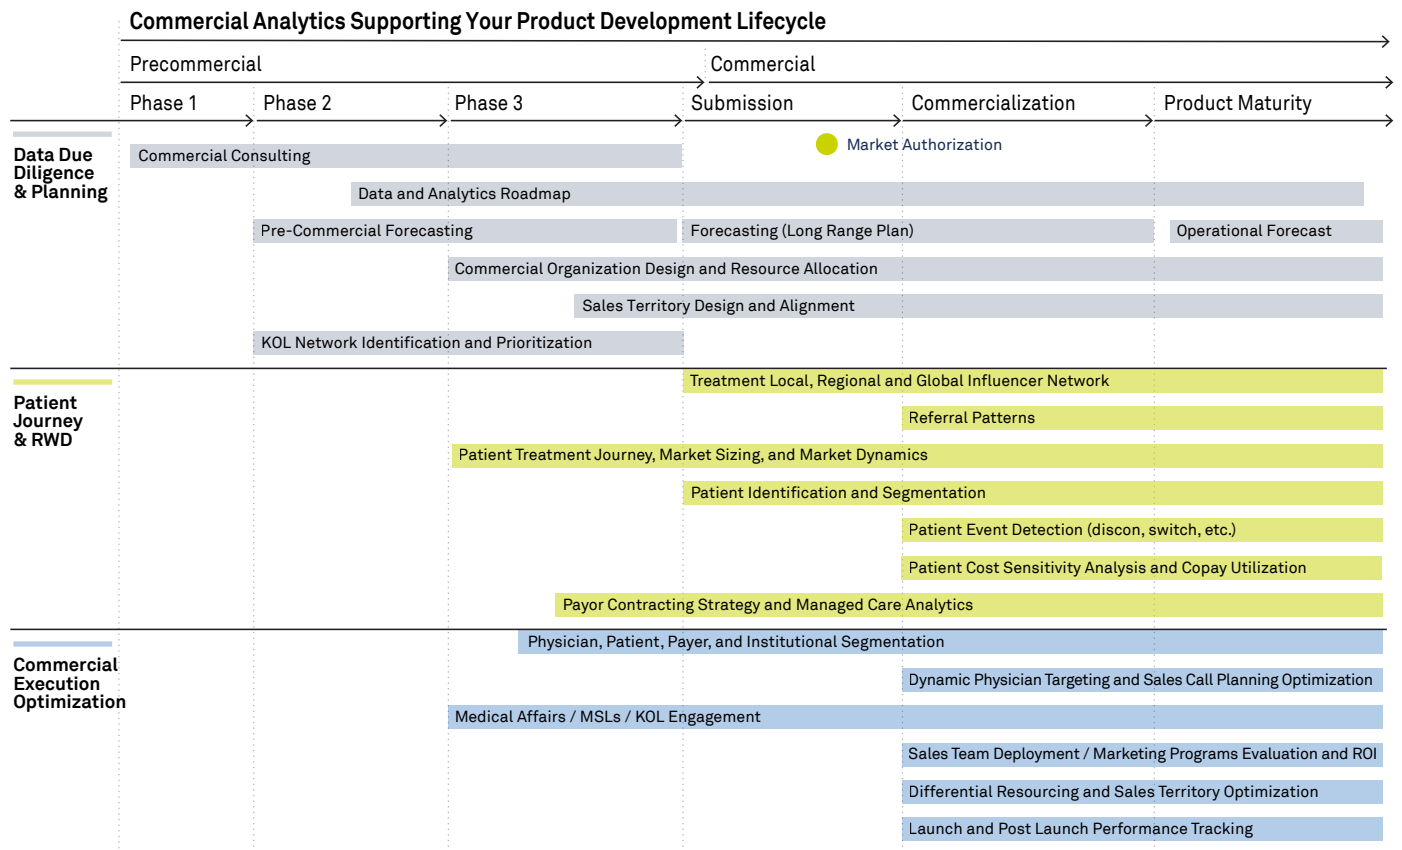 Commercial Analytics Supporting Your Product Development Lifecycle
Precommercial
Commercial
Phase 1
Phase 2
Phase 3
Submission
Commercialization
Product Maturity
Data Due
Diligence
& Planning
Market Authorization
Commercial Consulting
Data and Analytics Roadmap
Pre-Commercial Forecasting
Forecasting (Long Range Plan)
Operational Forecast
Commercial Organization Design and Resource Allocation
Sales Territory Design and Alignment
KOL Network Identification and Prioritization
Patient
Journey
& RWD
Treatment Local, Regional and Global Influencer Network
Referral Patterns
Patient Treatment Journey, Market Sizing, and Market Dynamics
Patient Identification and Segmentation
Patient Event Detection (discon, switch, etc.)
Patient Cost Sensitivity Analysis and Copay Utilization
Payor Contracting Strategy and Managed Care Analytics
Commercial
Execution
Optimization
Physician, Patient, Payer, and Institutional Segmentation
Dynamic Physician Targeting and Sales Call Planning Optimization
Medical Affairs / MSLs / KOL Engagement
Sales Team Deployment / Marketing Programs Evaluation and ROI
Differential Resourcing and Sales Territory Optimization
Launch and Post Launch Performance Tracking